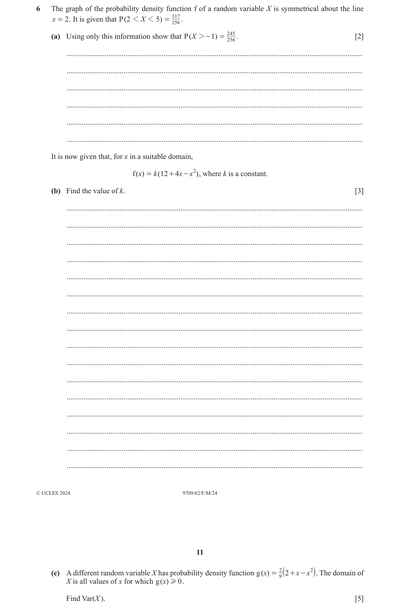 6 The graph of the probability density function f of a random variable X is symmetrical about the line
x = 2. It is given that P(2 < X < 5) = 117/256.
(a) Using only this information show that P(X > −1) = 245/256. [2]
It is now given that, for x in a suitable domain,
f(x) = k(12 + 4x − x²), where k is a constant.
(b) Find the value of k. [3]
© UCLES 2024 9709/62/F/M/24
11
(c) A different random variable X has probability density function g(x) = 2/9(2 + x − x²). The domain of
X is all values of x for which g(x) ⩾ 0.
Find Var(X). [5]